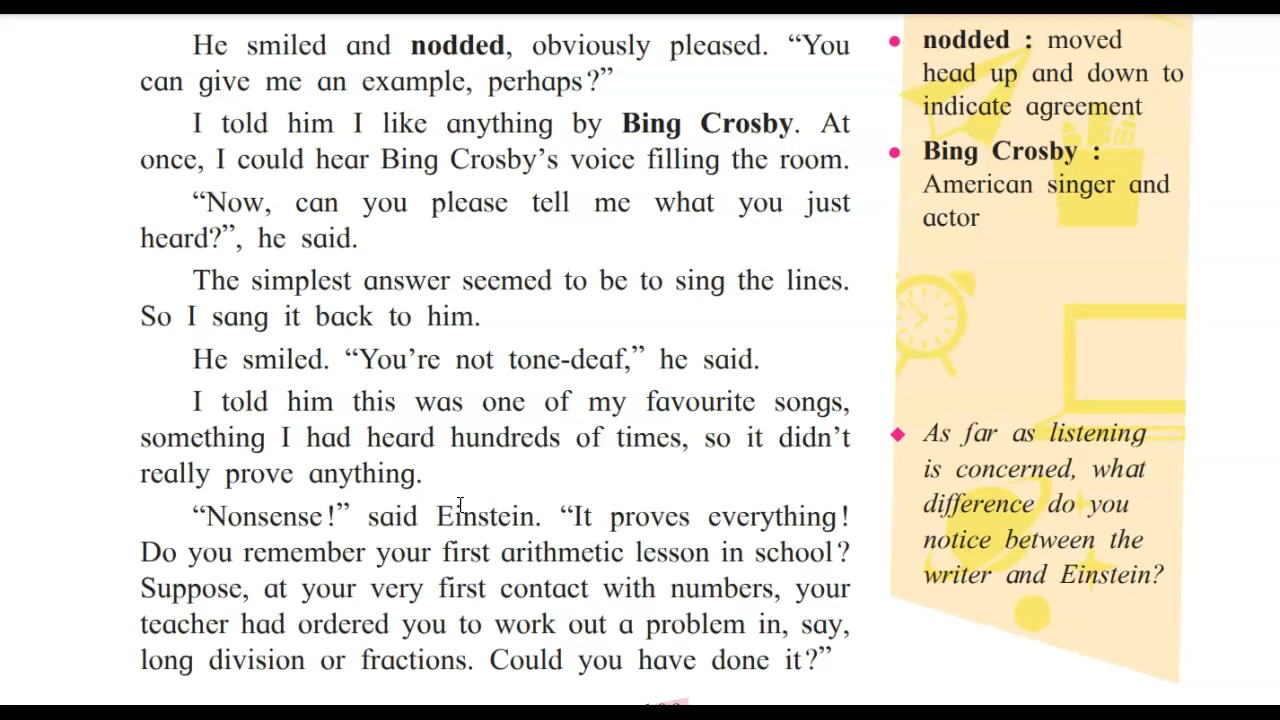 He smiled and nodded, obviously pleased. “You
can give me an example, perhaps?”
I told him I like anything by Bing Crosby. At
once, I could hear Bing Crosby’s voice filling the room.
“Now, can you please tell me what you just
heard?”, he said.
The simplest answer seemed to be to sing the lines.
So I sang it back to him.
He smiled. “You’re not tone-deaf,” he said.
I told him this was one of my favourite songs,
something I had heard hundreds of times, so it didn’t
really prove anything.
“Nonsense!” said Einstein. “It proves everything!
Do you remember your first arithmetic lesson in school?
Suppose, at your very first contact with numbers, your
teacher had ordered you to work out a problem in, say,
long division or fractions. Could you have done it?”
• nodded : moved
head up and down to
indicate agreement
• Bing Crosby :
American singer and
actor
◆ As far as listening
is concerned, what
difference do you
notice between the
writer and Einstein?